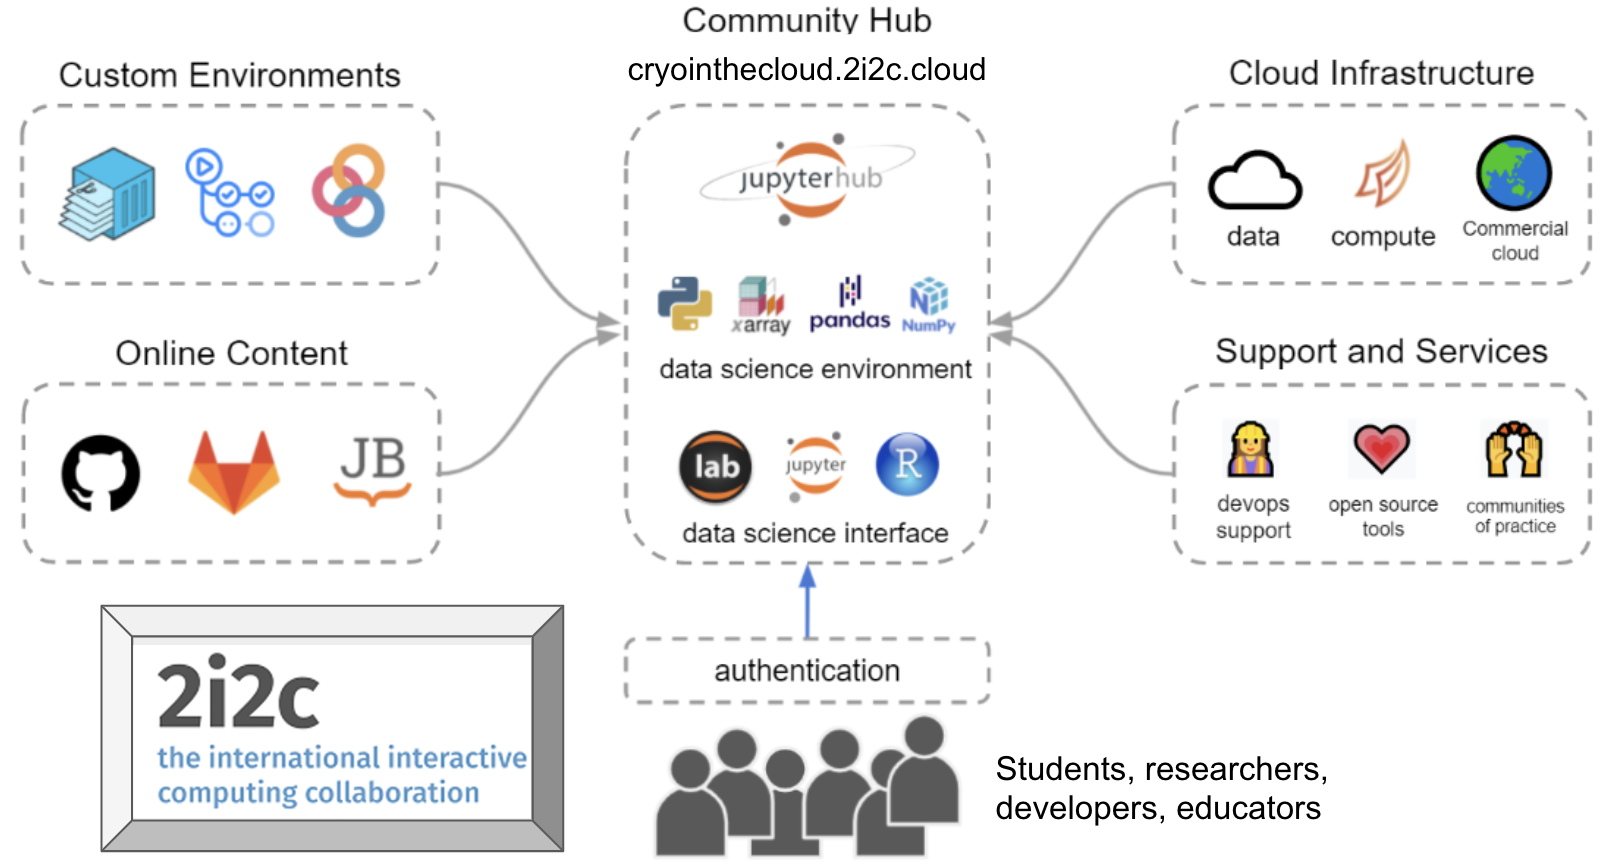 Community Hub
cryointhecloud.2i2c.cloud
Custom Environments
Online Content
JB
jupyterhub
xarray
pandas
NumPy
data science environment
lab
jupyter
R
data science interface
Cloud Infrastructure
data
compute
Commercial
cloud
Support and Services
devops
support
open source
tools
communities
of practice
authentication
Students, researchers,
developers, educators
2i2c
the international interactive
computing collaboration